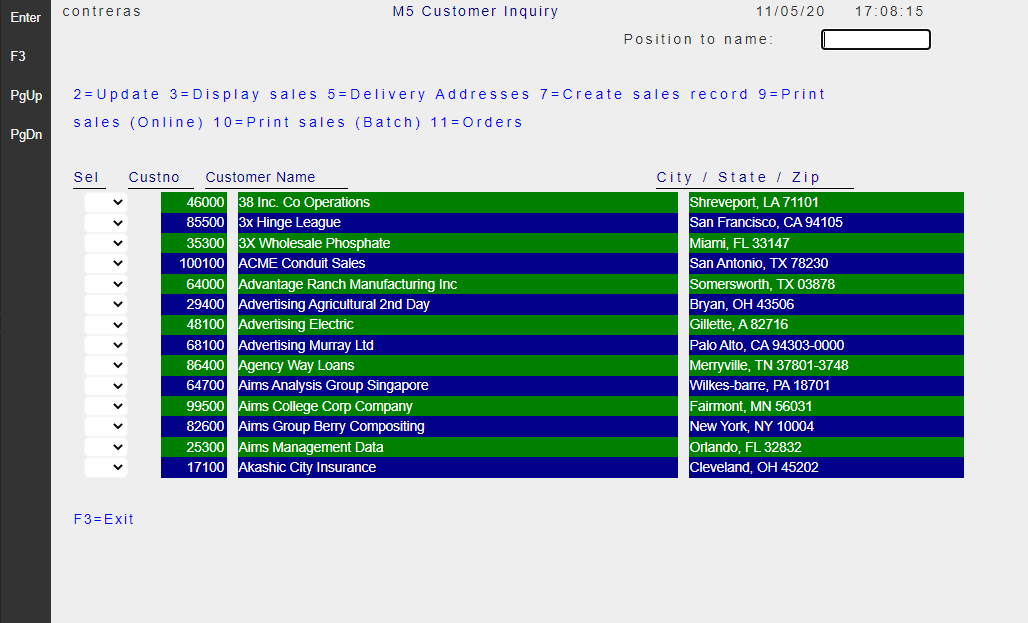 Enter
F3
PgUp
PgDn
contreras M5 Customer Inquiry 11/05/20 17:08:15
Position to name:
2=Update 3=Display sales 5=Delivery Addresses 7=Create sales record 9=Print
sales (Online) 10=Print sales (Batch) 11=Orders
Sel Custno Customer Name City / State / Zip
46000 38 Inc. Co Operations Shreveport, LA 71101
85500 3x Hinge League San Francisco, CA 94105
35300 3X Wholesale Phosphate Miami, FL 33147
100100 ACME Conduit Sales San Antonio, TX 78230
64000 Advantage Ranch Manufacturing Inc Somersworth, TX 03878
29400 Advertising Agricultural 2nd Day Bryan, OH 43506
48100 Advertising Electric Gillette, A 82716
68100 Advertising Murray Ltd Palo Alto, CA 94303-0000
86400 Agency Way Loans Merryville, TN 37801-3748
64700 Aims Analysis Group Singapore Wilkes-barre, PA 18701
99500 Aims College Corp Company Fairmont, MN 56031
82600 Aims Group Berry Compositing New York, NY 10004
25300 Aims Management Data Orlando, FL 32832
17100 Akashic City Insurance Cleveland, OH 45202
F3=Exit